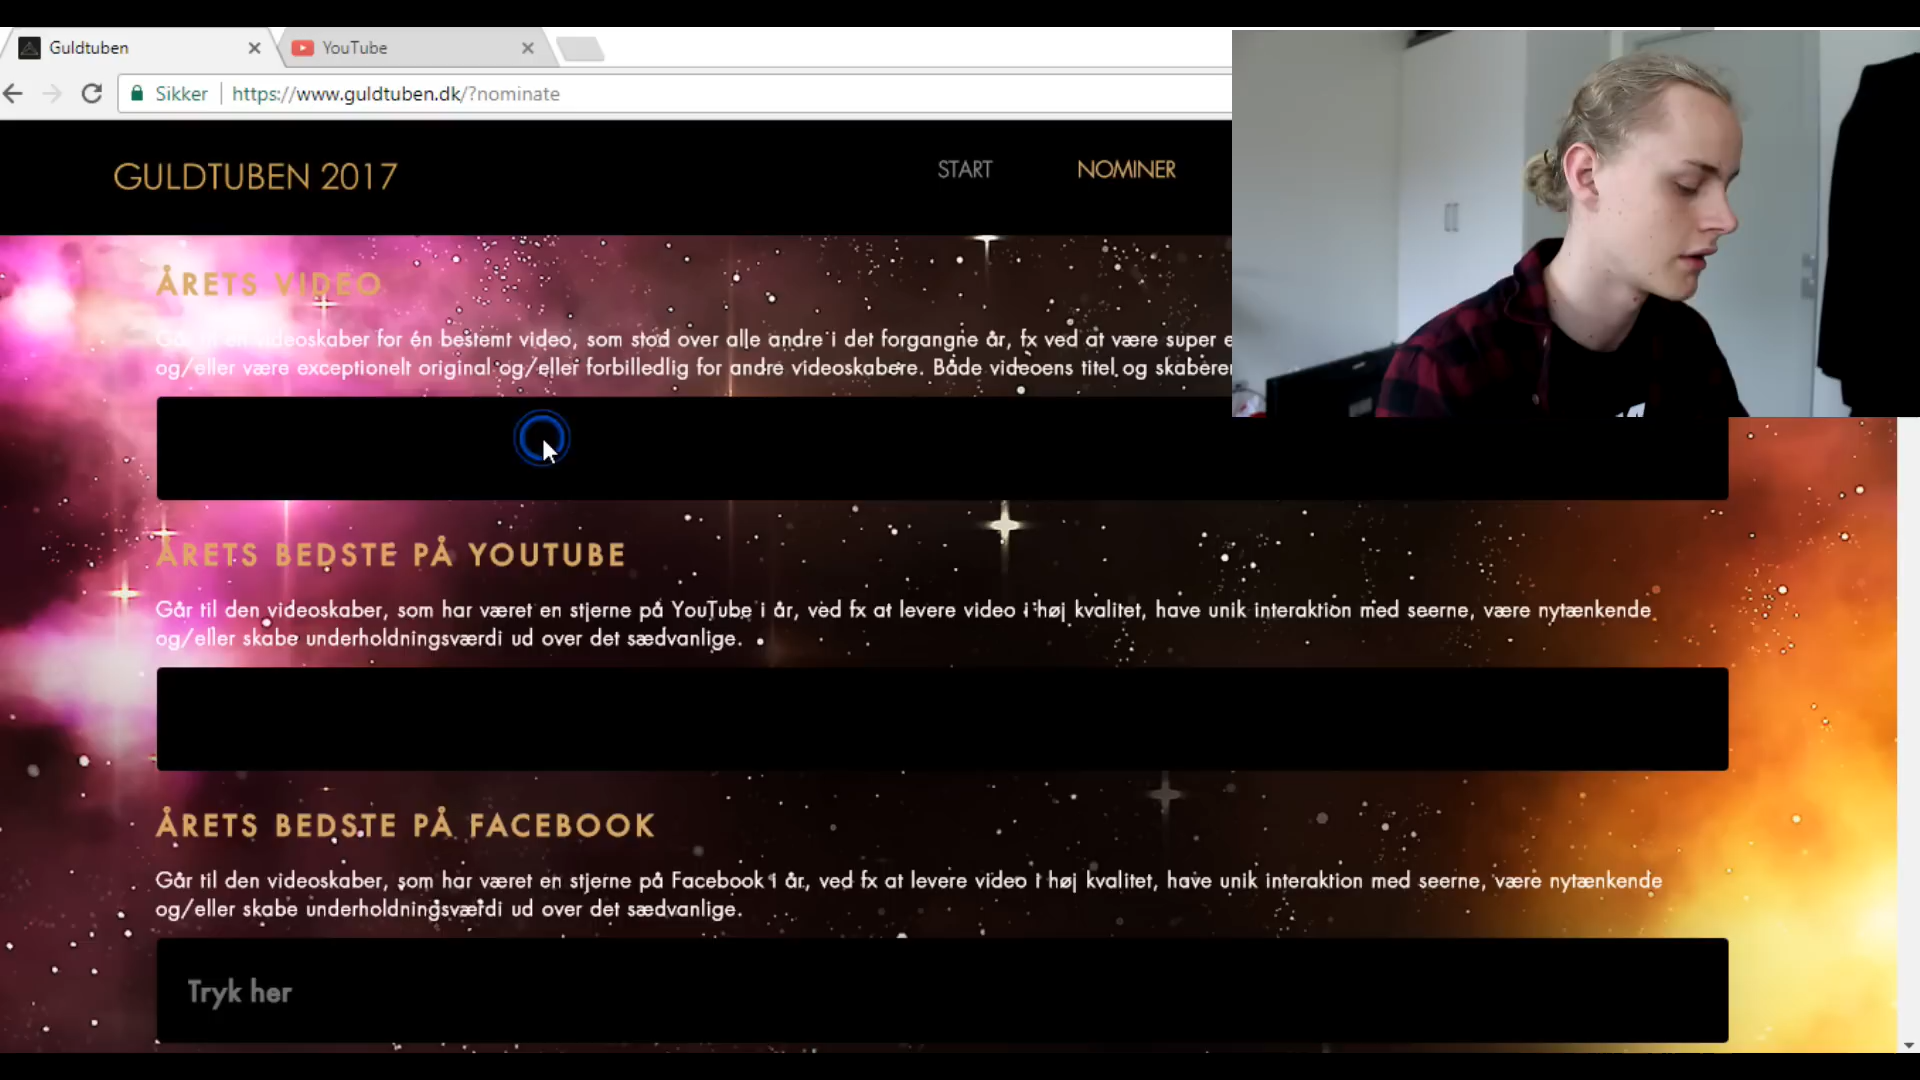 Guldtuben
YouTube
Sikker
https://www.guldtuben.dk/?nominate
GULDTUBEN 2017
START
NOMINER
ÅRETS VIDEO
Går til en videoskaber for én bestemt video, som stod over alle andre i det forgangne år, fx ved at være super
og/eller være exceptionelt original og/eller forbilledlig for andre videoskabere. Både videoens titel og
ÅRETS BEDSTE PÅ YOUTUBE
Går til den videoskaber, som har været en stjerne på YouTube i år, ved fx at levere video i høj kvalitet, have unik interaktion med seerne, være nytænkende
og/eller skabe underholdningsværdi ud over det sædvanlige.
ÅRETS BEDSTE PÅ FACEBOOK
Går til den videoskaber, som har været en stjerne på Facebook i år, ved fx at levere video i høj kvalitet, have unik interaktion med seerne, være nytænkende
og/eller skabe underholdningsværdi ud over det sædvanlige.
Tryk her